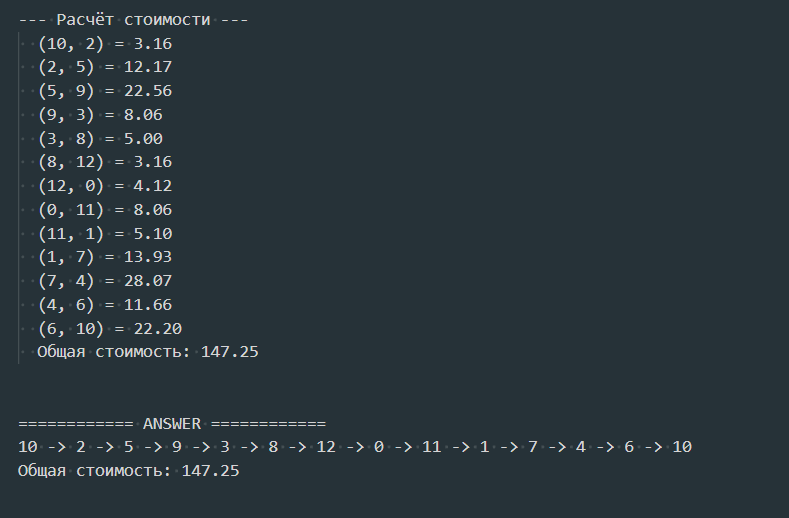 --- Расчёт стоимости ---
(10, 2) = 3.16
(2, 5) = 12.17
(5, 9) = 22.56
(9, 3) = 8.06
(3, 8) = 5.00
(8, 12) = 3.16
(12, 0) = 4.12
(0, 11) = 8.06
(11, 1) = 5.10
(1, 7) = 13.93
(7, 4) = 28.07
(4, 6) = 11.66
(6, 10) = 22.20
Общая стоимость: 147.25
============ ANSWER ============
10 -> 2 -> 5 -> 9 -> 3 -> 8 -> 12 -> 0 -> 11 -> 1 -> 7 -> 4 -> 6 -> 10
Общая стоимость: 147.25